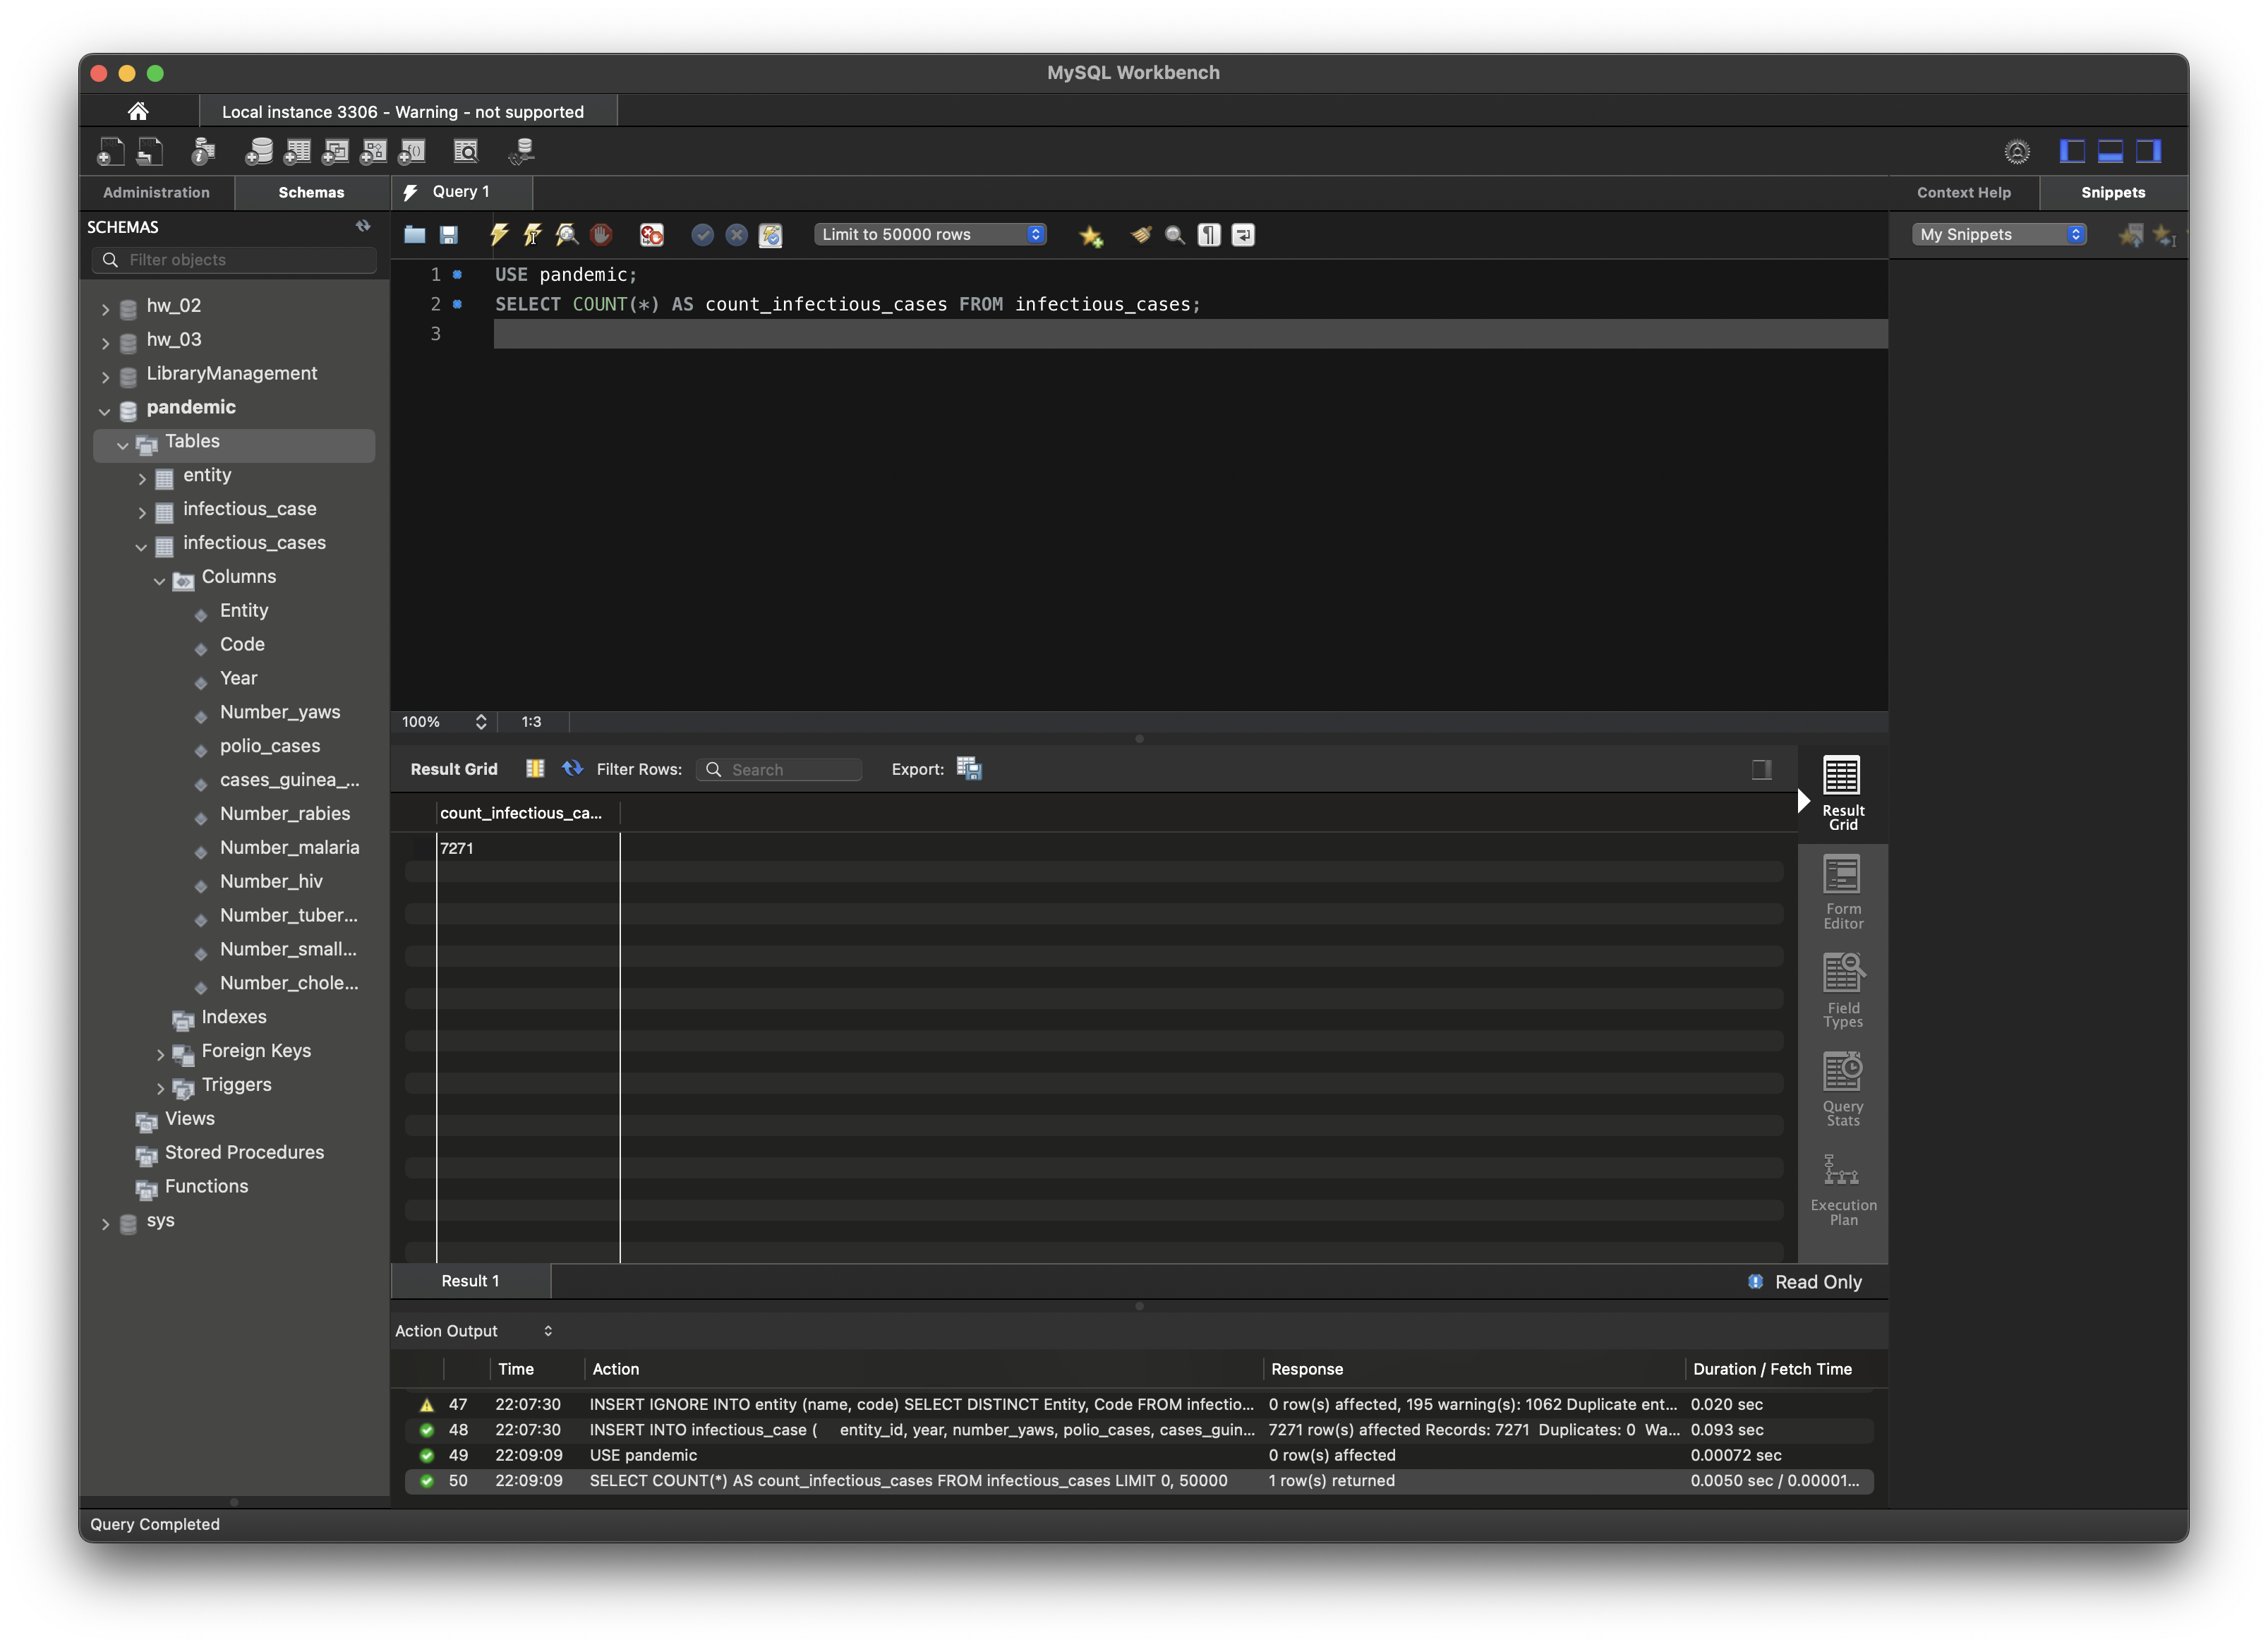 MySQL Workbench
Local instance 3306 - Warning - not supported
Administration
Schemas
Query 1
Context Help
Snippets
SCHEMAS
Filter objects
hw_02
hw_03
LibraryManagement
pandemic
Tables
entity
infectious_case
infectious_cases
Columns
Entity
Code
Year
Number_yaws
polio_cases
cases_guinea_...
Number_rabies
Number_malaria
Number_hiv
Number_tuber...
Number_small...
Number_chole...
Indexes
Foreign Keys
Triggers
Views
Stored Procedures
Functions
sys
Limit to 50000 rows
My Snippets
1 USE pandemic;
2 SELECT COUNT(*) AS count_infectious_cases FROM infectious_cases;
3
100% 1:3
Result Grid Filter Rows: Search Export:
count_infectious_ca...
7271
Result
Grid
Form
Editor
Field
Types
Query
Stats
Execution
Plan
Result 1
Read Only
Action Output
Time Action Response Duration / Fetch Time
47 22:07:30 INSERT IGNORE INTO entity (name, code) SELECT DISTINCT Entity, Code FROM infectio... 0 row(s) affected, 195 warning(s): 1062 Duplicate ent... 0.020 sec
48 22:07:30 INSERT INTO infectious_case ( entity_id, year, number_yaws, polio_cases, cases_guin... 7271 row(s) affected Records: 7271 Duplicates: 0 Wa... 0.093 sec
49 22:09:09 USE pandemic 0 row(s) affected 0.00072 sec
50 22:09:09 SELECT COUNT(*) AS count_infectious_cases FROM infectious_cases LIMIT 0, 50000 1 row(s) returned 0.0050 sec / 0.00001...
Query Completed